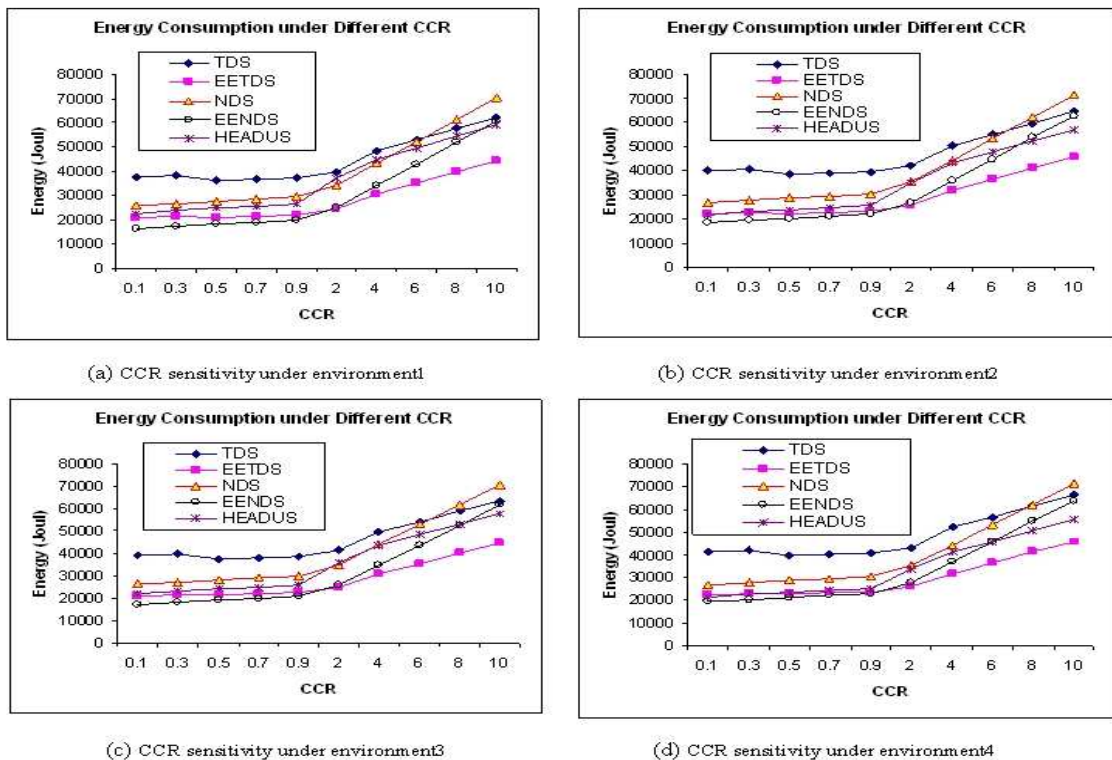 Energy Consumption under Different CCR
TDS
EETDS
NDS
EENDS
HEADUS
80000
70000
60000
50000
40000
30000
20000
10000
0
Energy (Joul)
0.1 0.3 0.5 0.7 0.9 2 4 6 8 10
CCR
(a) CCR sensitivity under environment1
Energy Consumption under Different CCR
TDS
EETDS
NDS
EENDS
HEADUS
80000
70000
60000
50000
40000
30000
20000
10000
0
Energy (Joul)
0.1 0.3 0.5 0.7 0.9 2 4 6 8 10
CCR
(b) CCR sensitivity under environment2
Energy Consumption under Different CCR
TDS
EETDS
NDS
EENDS
HEADUS
80000
70000
60000
50000
40000
30000
20000
10000
0
Energy (Joul)
0.1 0.3 0.5 0.7 0.9 2 4 6 8 10
CCR
(c) CCR sensitivity under environment3
Energy Consumption under Different CCR
TDS
EETDS
NDS
EENDS
HEADUS
80000
70000
60000
50000
40000
30000
20000
10000
0
Energy (Joul)
0.1 0.3 0.5 0.7 0.9 2 4 6 8 10
CCR
(d) CCR sensitivity under environment4